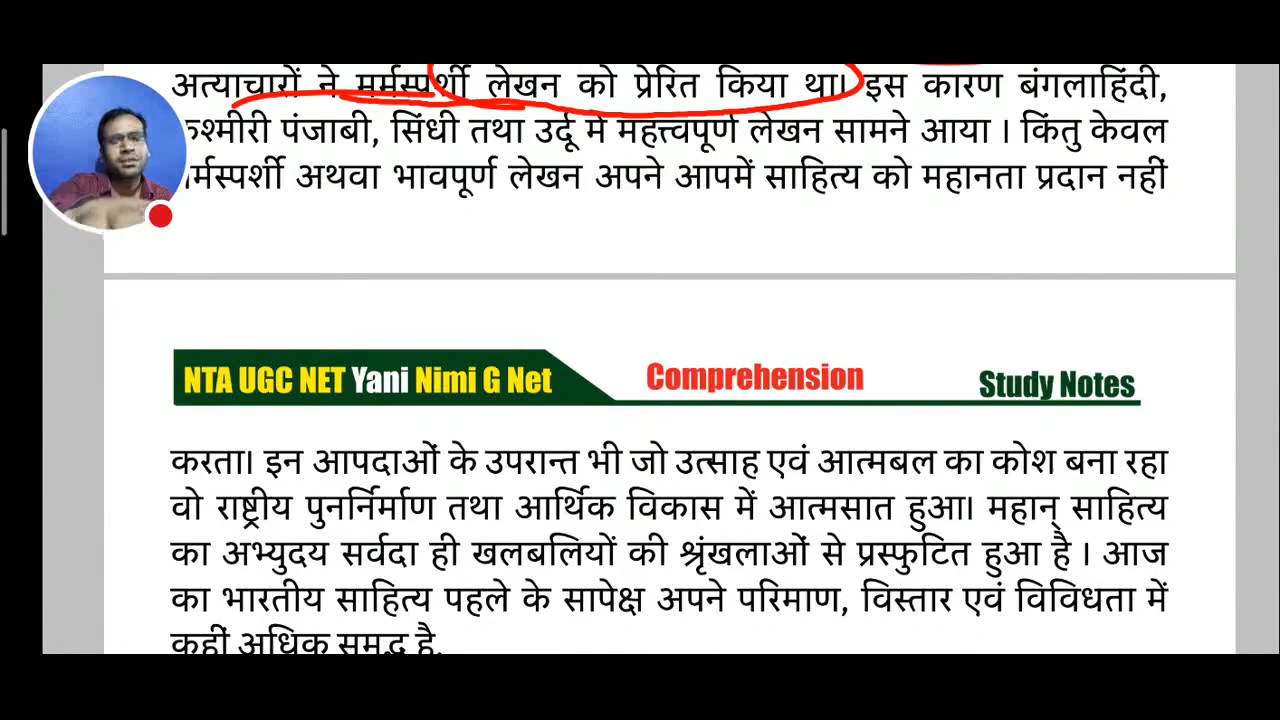 अत्याचारों ने मर्मस्पर्शी लेखन को प्रेरित किया था। इस कारण बंगलाहिंदी,
पंजाबी, सिंधी तथा उर्दू में महत्त्वपूर्ण लेखन सामने आया । किंतु केवल
अथवा भावपूर्ण लेखन अपने आपमें साहित्य को महानता प्रदान नहीं
NTA UGC NET Yani Nimi G Net Comprehension Study Notes
करता। इन आपदाओं के उपरान्त भी जो उत्साह एवं आत्मबल का कोश बना रहा
वो राष्ट्रीय पुनर्निर्माण तथा आर्थिक विकास में आत्मसात हुआ। महान् साहित्य
का अभ्युदय सर्वदा ही खलबलियों की श्रृंखलाओं से प्रस्फुटित हुआ है । आज
का भारतीय साहित्य पहले के सापेक्ष अपने परिमाण, विस्तार एवं विविधता में
कहीं अधिक समृद्ध है.